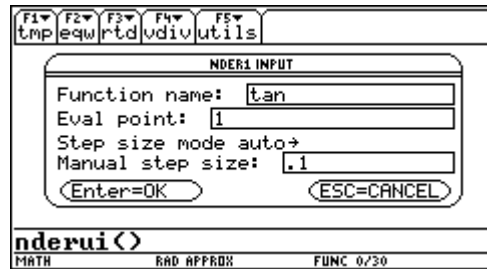 F1▾ F2▾ F3▾ F4▾ F5▾
tmp eqw rtd vdiv utils
NDER1 INPUT
Function name: tan
Eval point: 1
Step size mode auto→
Manual step size: .1
Enter=OK ESC=CANCEL
nderui()
MATH RAD APPROX FUNC 0/30